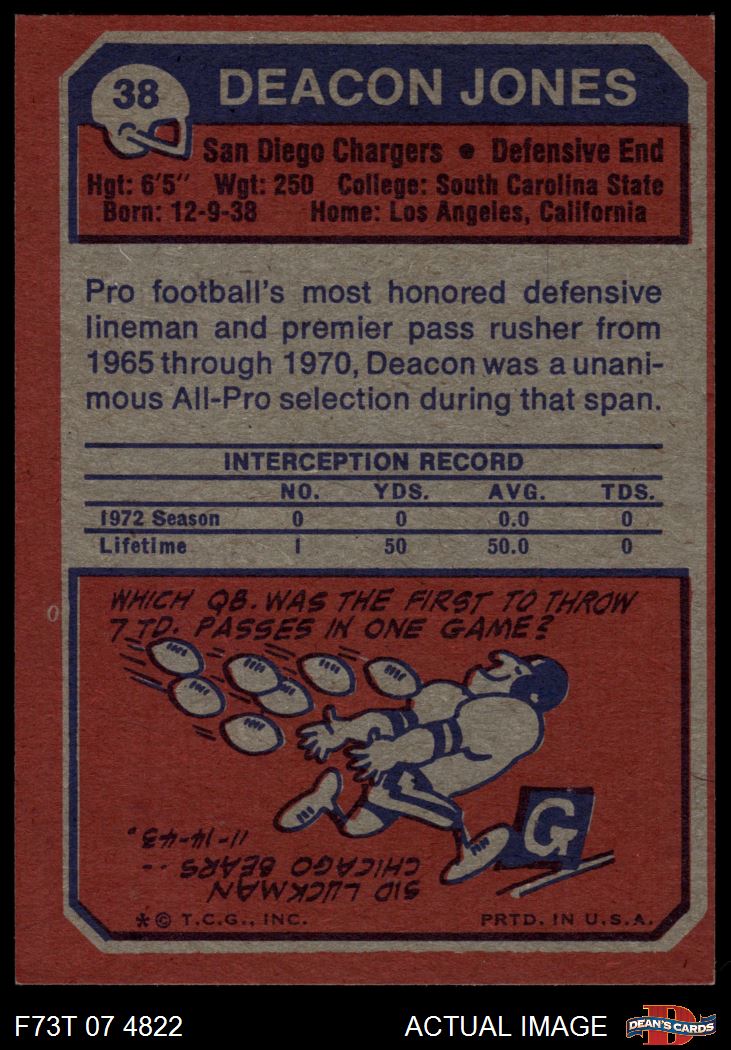 38
DEACON JONES
San Diego Chargers • Defensive End
Hgt: 6'5" Wgt: 250 College: South Carolina State
Born: 12-9-38 Home: Los Angeles, California
Pro football's most honored defensive
lineman and premier pass rusher from
1965 through 1970, Deacon was a unani-
mous All-Pro selection during that span.
INTERCEPTION RECORD
NO. YDS. AVG. TDS.
1972 Season 0 0 0.0 0
Lifetime 1 50 50.0 0
WHICH QB. WAS THE FIRST TO THROW
7 TD. PASSES IN ONE GAME?
0
G
SID LUCKMAN
CHICAGO BEARS --
11-14-43.
* © T.C.G., INC. PRTD. IN U.S.A.
F73T 07 4822 ACTUAL IMAGE
D
DEAN'S CARDS